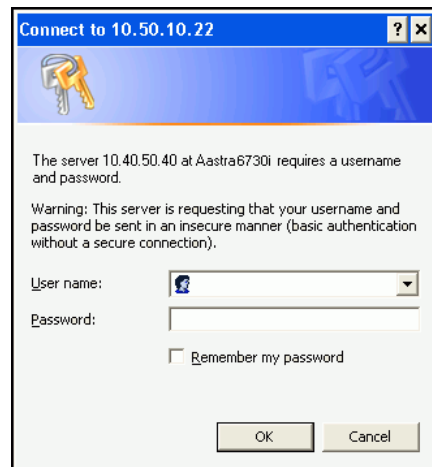 Connect to 10.50.10.22
The server 10.40.50.40 at Aastra6730i requires a username
and password.
Warning: This server is requesting that your username and
password be sent in an insecure manner (basic authentication
without a secure connection).
User name:
Password:
Remember my password
OK
Cancel